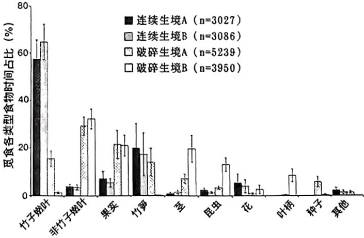 觅食各类型食物时间占比(%)
80
60
40
20
0
连续生境A (n=3027)
连续生境B (n=3086)
破碎生境A (n=5239)
破碎生境B (n=3950)
竹子嫩叶
非竹子嫩叶
果实
竹笋
茎
昆虫
花
叶柄
种子
其他